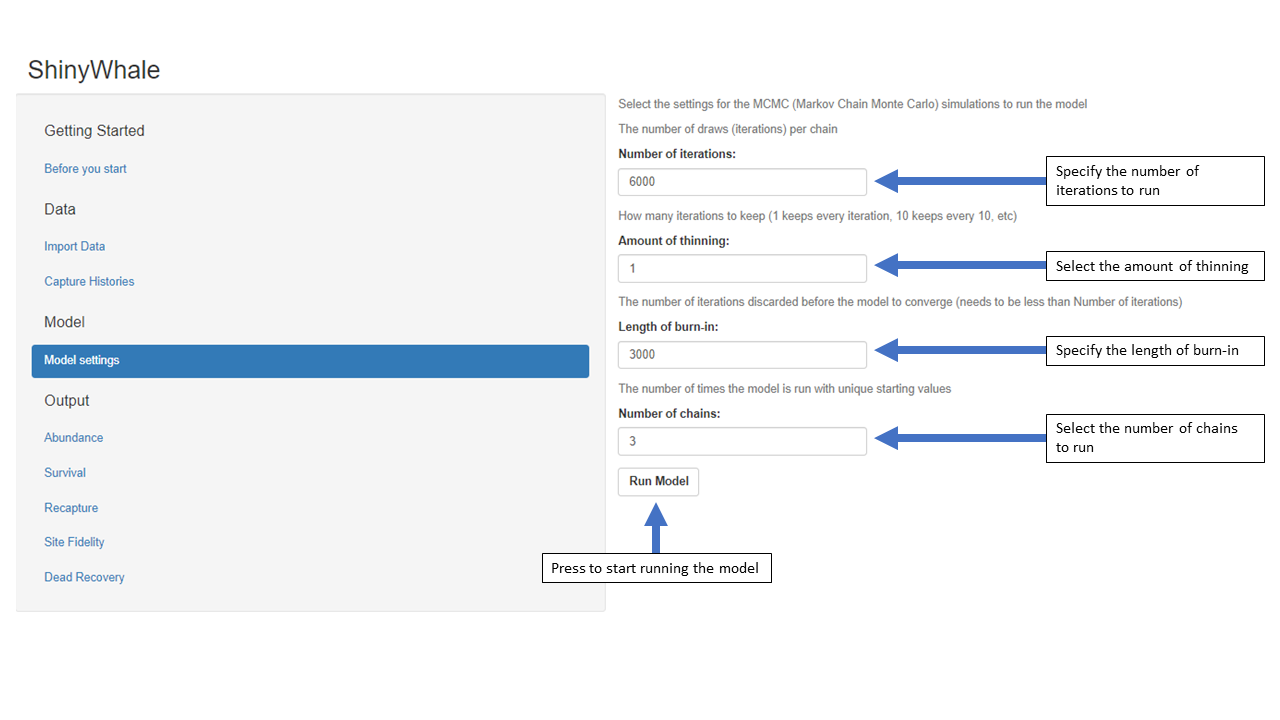 ShinyWhale
Getting Started
Before you start
Data
Import Data
Capture Histories
Model
Model settings
Output
Abundance
Survival
Recapture
Site Fidelity
Dead Recovery
Select the settings for the MCMC (Markov Chain Monte Carlo) simulations to run the model
The number of draws (iterations) per chain
Number of iterations:
6000
Specify the number of
iterations to run
How many iterations to keep (1 keeps every iteration, 10 keeps every 10, etc)
Amount of thinning:
1
Select the amount of thinning
The number of iterations discarded before the model to converge (needs to be less than Number of iterations)
Length of burn-in:
3000
Specify the length of burn-in
The number of times the model is run with unique starting values
Number of chains:
3
Select the number of chains
to run
Run Model
Press to start running the model